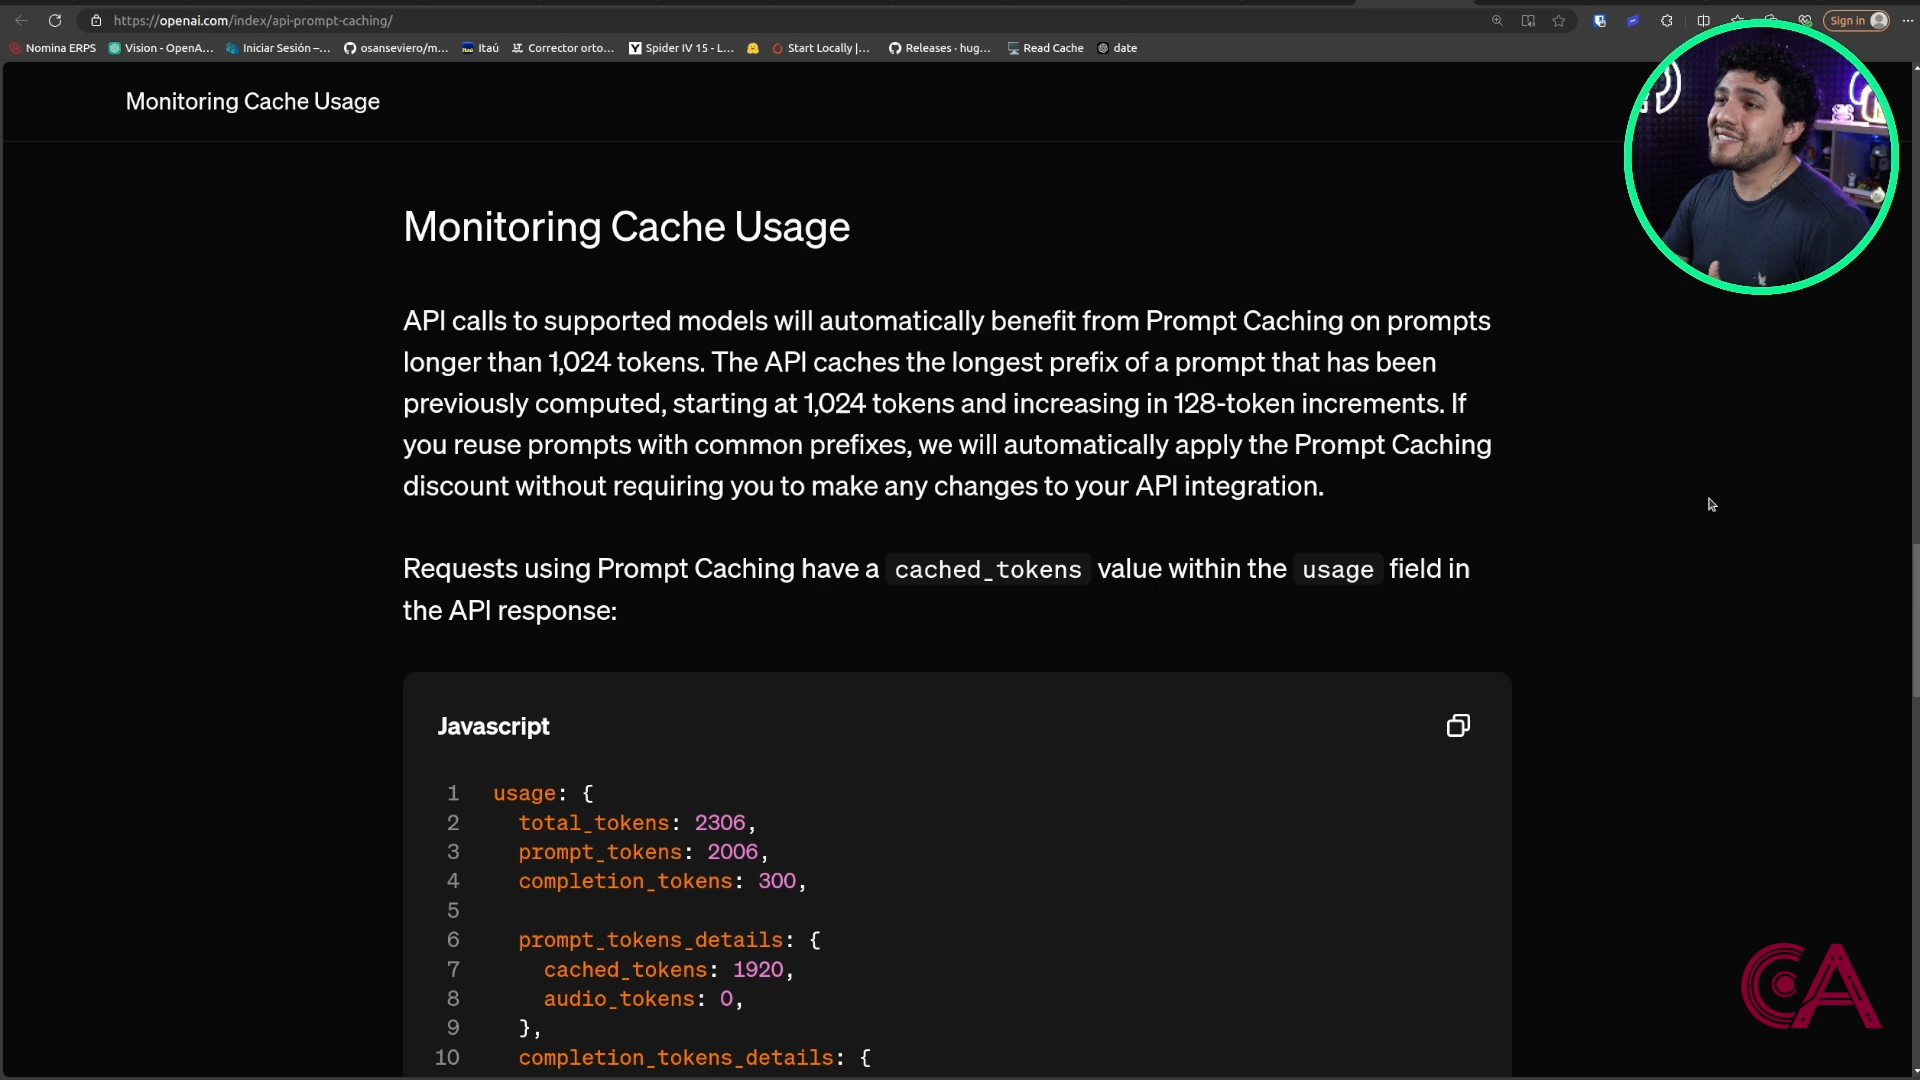 https://openai.com/index/api-prompt-caching/
Sign in
Nomina ERPS
Vision - OpenA...
Iniciar Sesión –...
osanseviero/m...
Itaú
Corrector orto...
Spider IV 15 - L...
Start Locally |...
Releases · hug...
Read Cache
date
Monitoring Cache Usage
Monitoring Cache Usage
API calls to supported models will automatically benefit from Prompt Caching on prompts
longer than 1,024 tokens. The API caches the longest prefix of a prompt that has been
previously computed, starting at 1,024 tokens and increasing in 128-token increments. If
you reuse prompts with common prefixes, we will automatically apply the Prompt Caching
discount without requiring you to make any changes to your API integration.
Requests using Prompt Caching have a cached_tokens value within the usage field in
the API response:
Javascript
1 usage: {
2 total_tokens: 2306,
3 prompt_tokens: 2006,
4 completion_tokens: 300,
5
6 prompt_tokens_details: {
7 cached_tokens: 1920,
8 audio_tokens: 0,
9 },
10 completion_tokens_details: {
CA